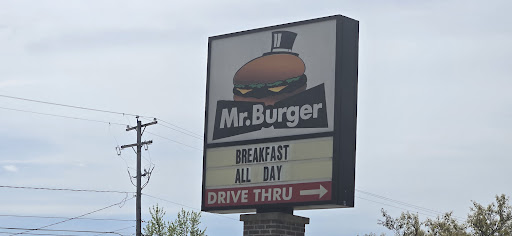 Mr. Burger
BREAKFAST
ALL DAY
DRIVE THRU